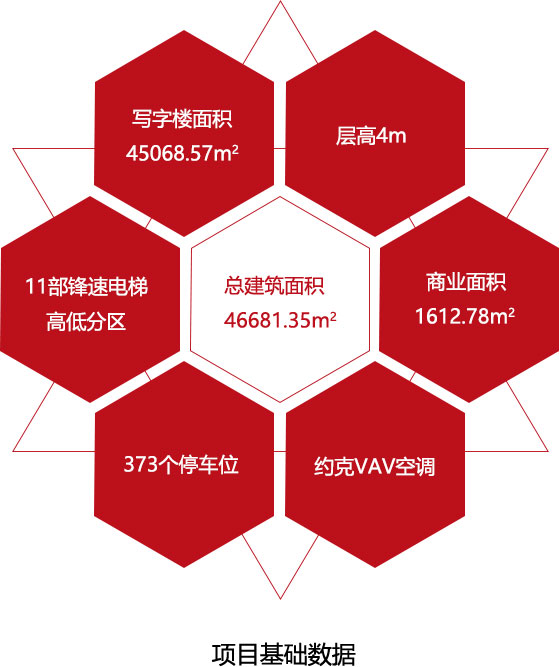 写字楼面积
45068.57m²
层高4m
11部锋速电梯
高低分区
总建筑面积
46681.35m²
商业面积
1612.78m²
373个停车位
约克VAV空调
项目基础数据